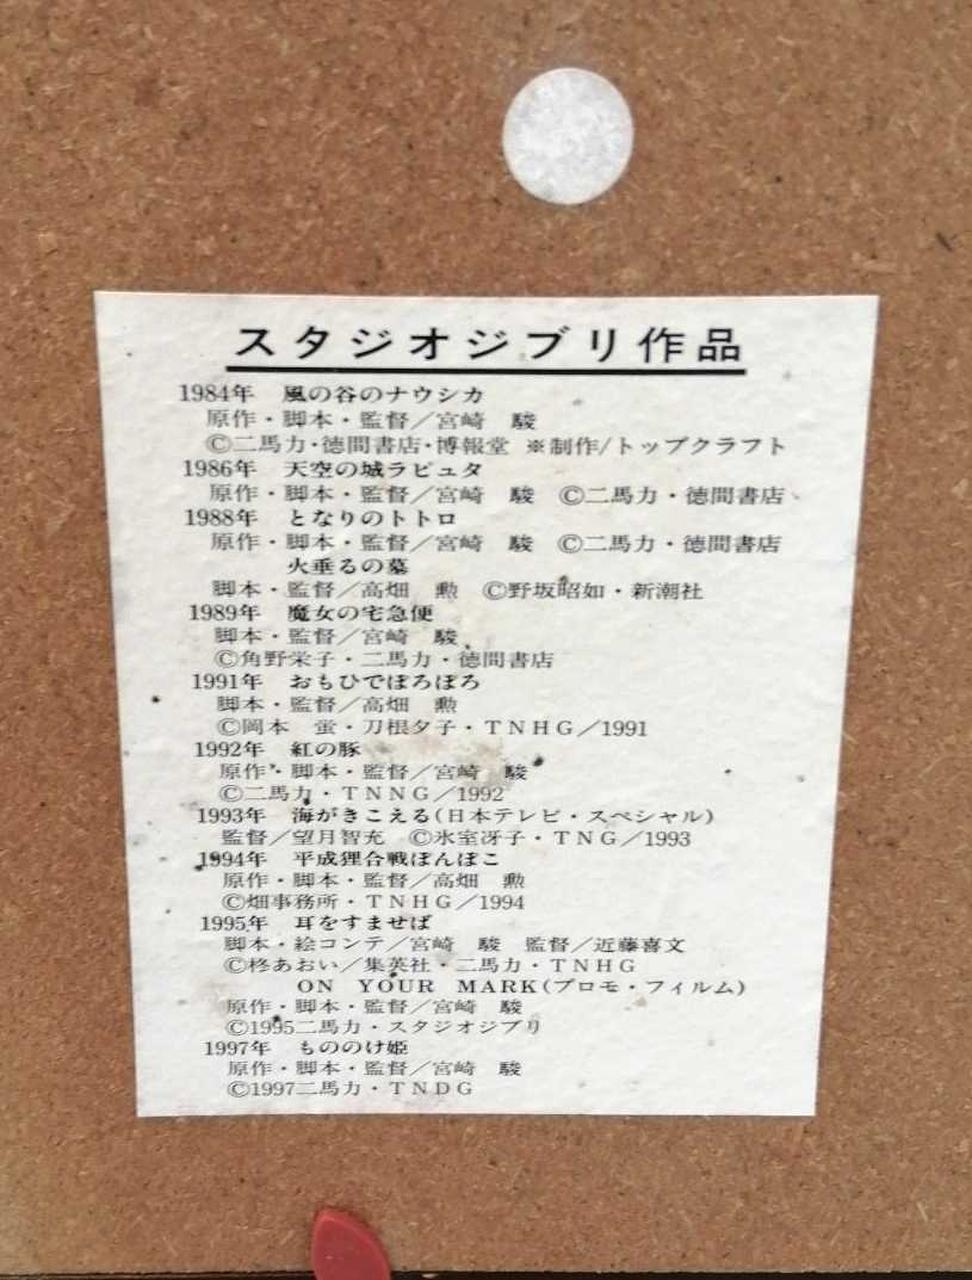 スタジオジブリ作品
1984年　風の谷のナウシカ
原作・脚本・監督／宮崎　駿
©二馬力・徳間書店・博報堂　※制作/トップクラフト
1986年　天空の城ラピュタ
原作・脚本・監督／宮崎　駿　©二馬力・徳間書店
1988年　となりのトトロ
原作・脚本・監督／宮崎　駿　©二馬力・徳間書店
火垂るの墓
脚本・監督／高畑　勲　©野坂昭如・新潮社
1989年　魔女の宅急便
脚本・監督／宮崎　駿
©角野栄子・二馬力・徳間書店
1991年　おもひでぽろぽろ
脚本・監督／高畑　勲
©岡本　蛍・刀根夕子・ＴＮＨＧ／1991
1992年　紅の豚
原作・脚本・監督／宮崎　駿
©二馬力・ＴＮＮＧ／1992
1993年　海がきこえる(日本テレビ・スペシャル)
監督／望月智充　©氷室冴子・ＴＮＧ／1993
1994年　平成狸合戦ぽんぽこ
原作・脚本・監督／高畑　勲
©畑事務所・ＴＮＨＧ／1994
1995年　耳をすませば
脚本・絵コンテ／宮崎　駿　監督／近藤喜文
©柊あおい／集英社・二馬力・ＴＮＨＧ
ON　YOUR　MARK(プロモ・フィルム)
原作・脚本・監督／宮崎　駿
©1995二馬力・スタジオジブリ
1997年　もののけ姫
原作・脚本・監督／宮崎　駿
©1997二馬力・ＴＮＤＧ